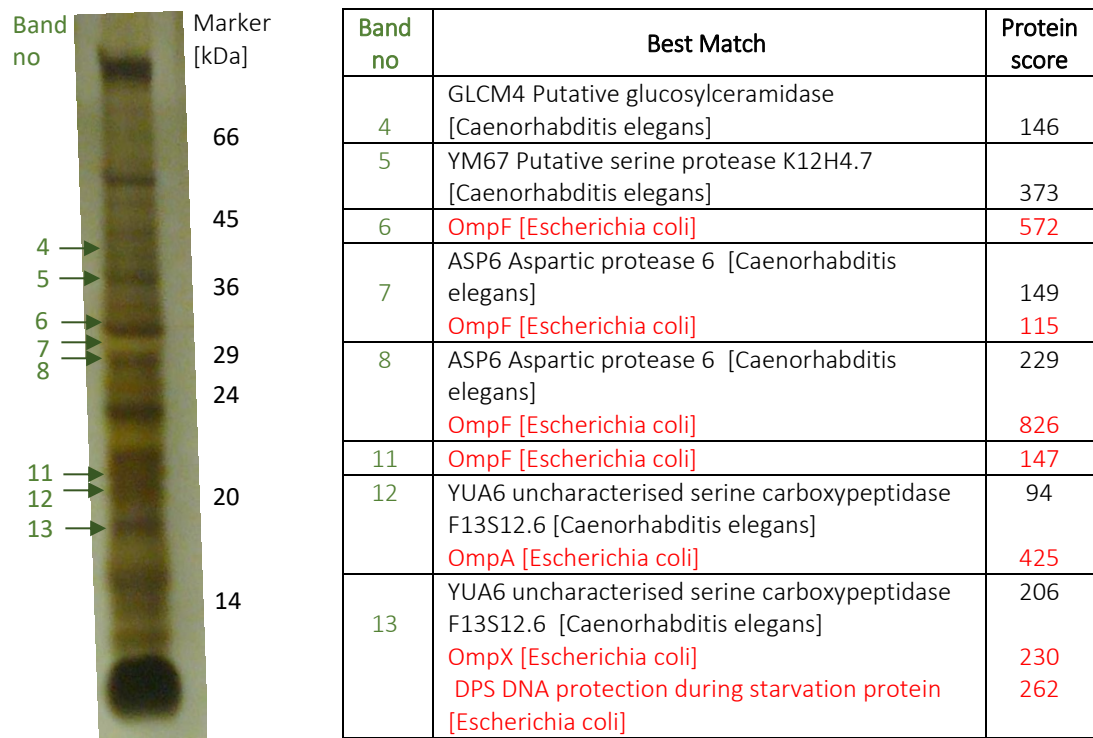 Band
no
Marker
[kDa]
66
45
36
29
24
20
14
4
5
6
7
8
11
12
13
Band
no
Best Match
Protein
score
GLCM4 Putative glucosylceramidase
4 [Caenorhabditis elegans] 146
5 YM67 Putative serine protease K12H4.7
[Caenorhabditis elegans] 373
6 OmpF [Escherichia coli] 572
ASP6 Aspartic protease 6 [Caenorhabditis
7 elegans] 149
OmpF [Escherichia coli] 115
8 ASP6 Aspartic protease 6 [Caenorhabditis 229
elegans]
OmpF [Escherichia coli] 826
11 OmpF [Escherichia coli] 147
12 YUA6 uncharacterised serine carboxypeptidase 94
F13S12.6 [Caenorhabditis elegans]
OmpA [Escherichia coli] 425
YUA6 uncharacterised serine carboxypeptidase 206
13 F13S12.6 [Caenorhabditis elegans]
OmpX [Escherichia coli] 230
DPS DNA protection during starvation protein 262
[Escherichia coli]